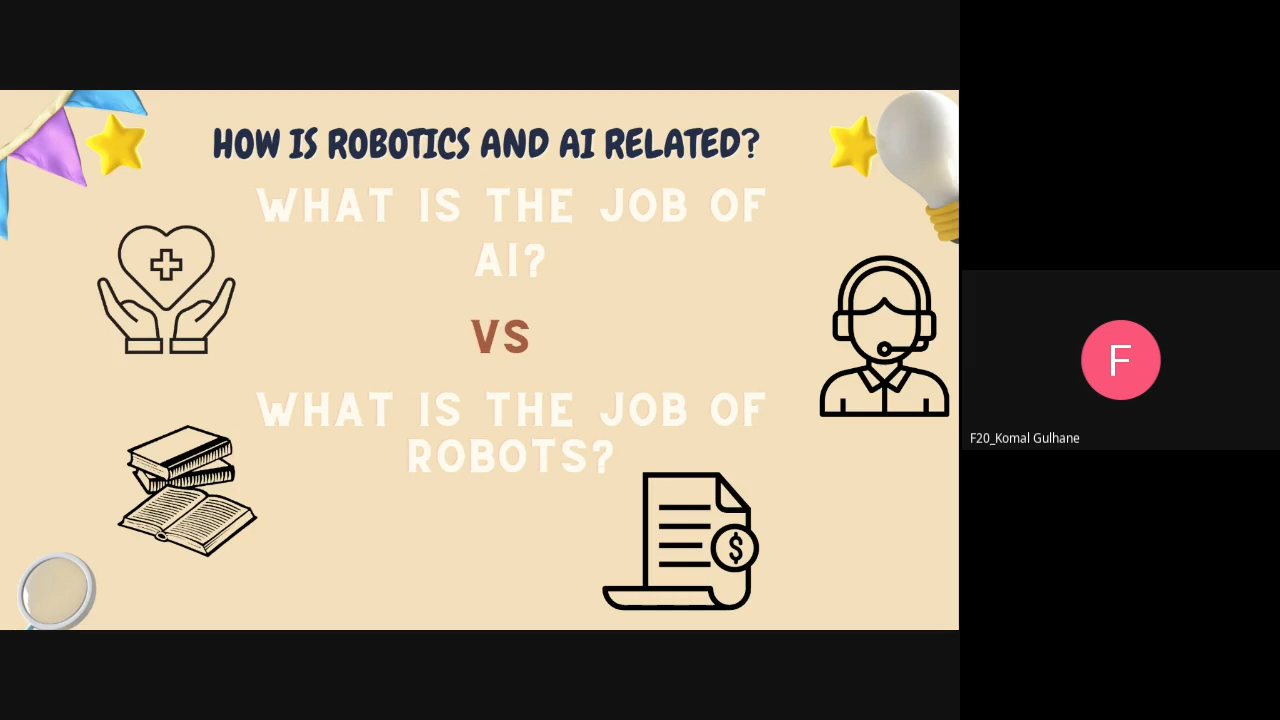 HOW IS ROBOTICS AND AI RELATED?
WHAT IS THE JOB OF
AI?
VS
WHAT IS THE JOB OF
ROBOTS?
$
F
F20_Komal Gulhane